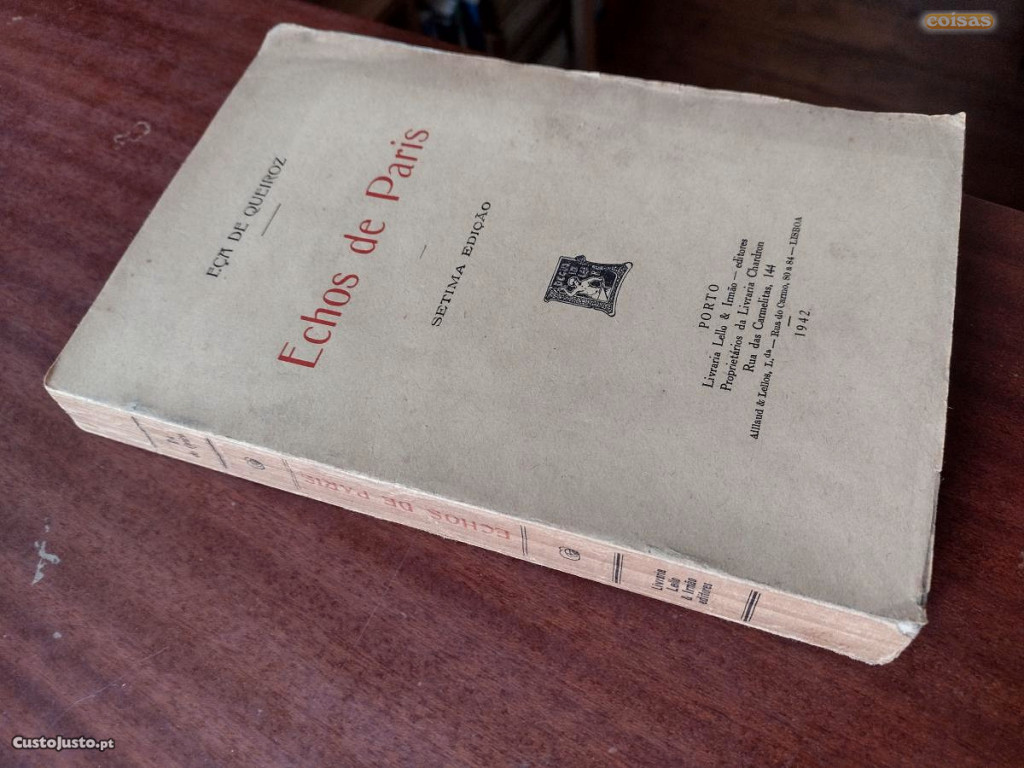 EÇA DE QUEIROZ
Echos de Paris
SETIMA EDIÇÃO
PORTO
Livraria Lello & Irmão — editores
Proprietários da Livraria Chardron
Rua das Carmelitas, 144
Aillaud & Lellos, L.da — Rua do Carmo, 80 a 84 — LISBOA
1942
ECHOS DE PARIS
Livraria
Lello
& Irmão
editores
coisas
CustoJusto.pt